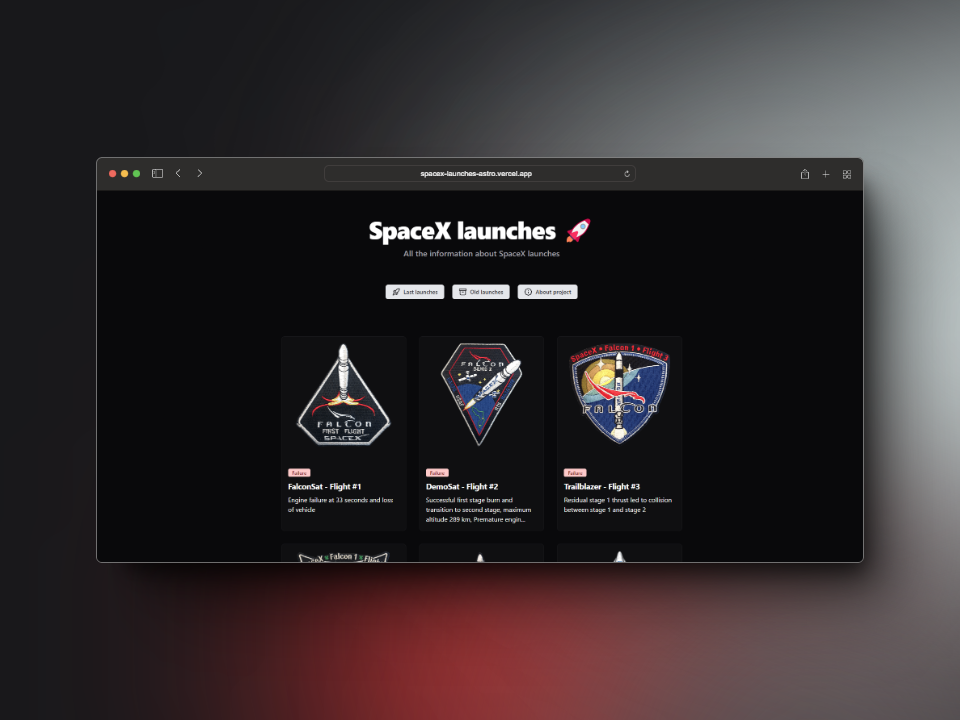 spacex-launches-astro.vercel.app
SpaceX launches 🚀
All the information about SpaceX launches
Last launches
Old launches
About project
FALCON
FIRST FLIGHT
SPACEX
FALCON
DEMO 2
SpaceX • Falcon 1 • Flight 3
FALCON
Failure
FalconSat - Flight #1
Engine failure at 33 seconds and loss
of vehicle
Failure
DemoSat - Flight #2
Successful first stage burn and
transition to second stage, maximum
altitude 289 km, Premature engin...
Failure
Trailblazer - Flight #3
Residual stage 1 thrust led to collision
between stage 1 and stage 2
Falcon 1